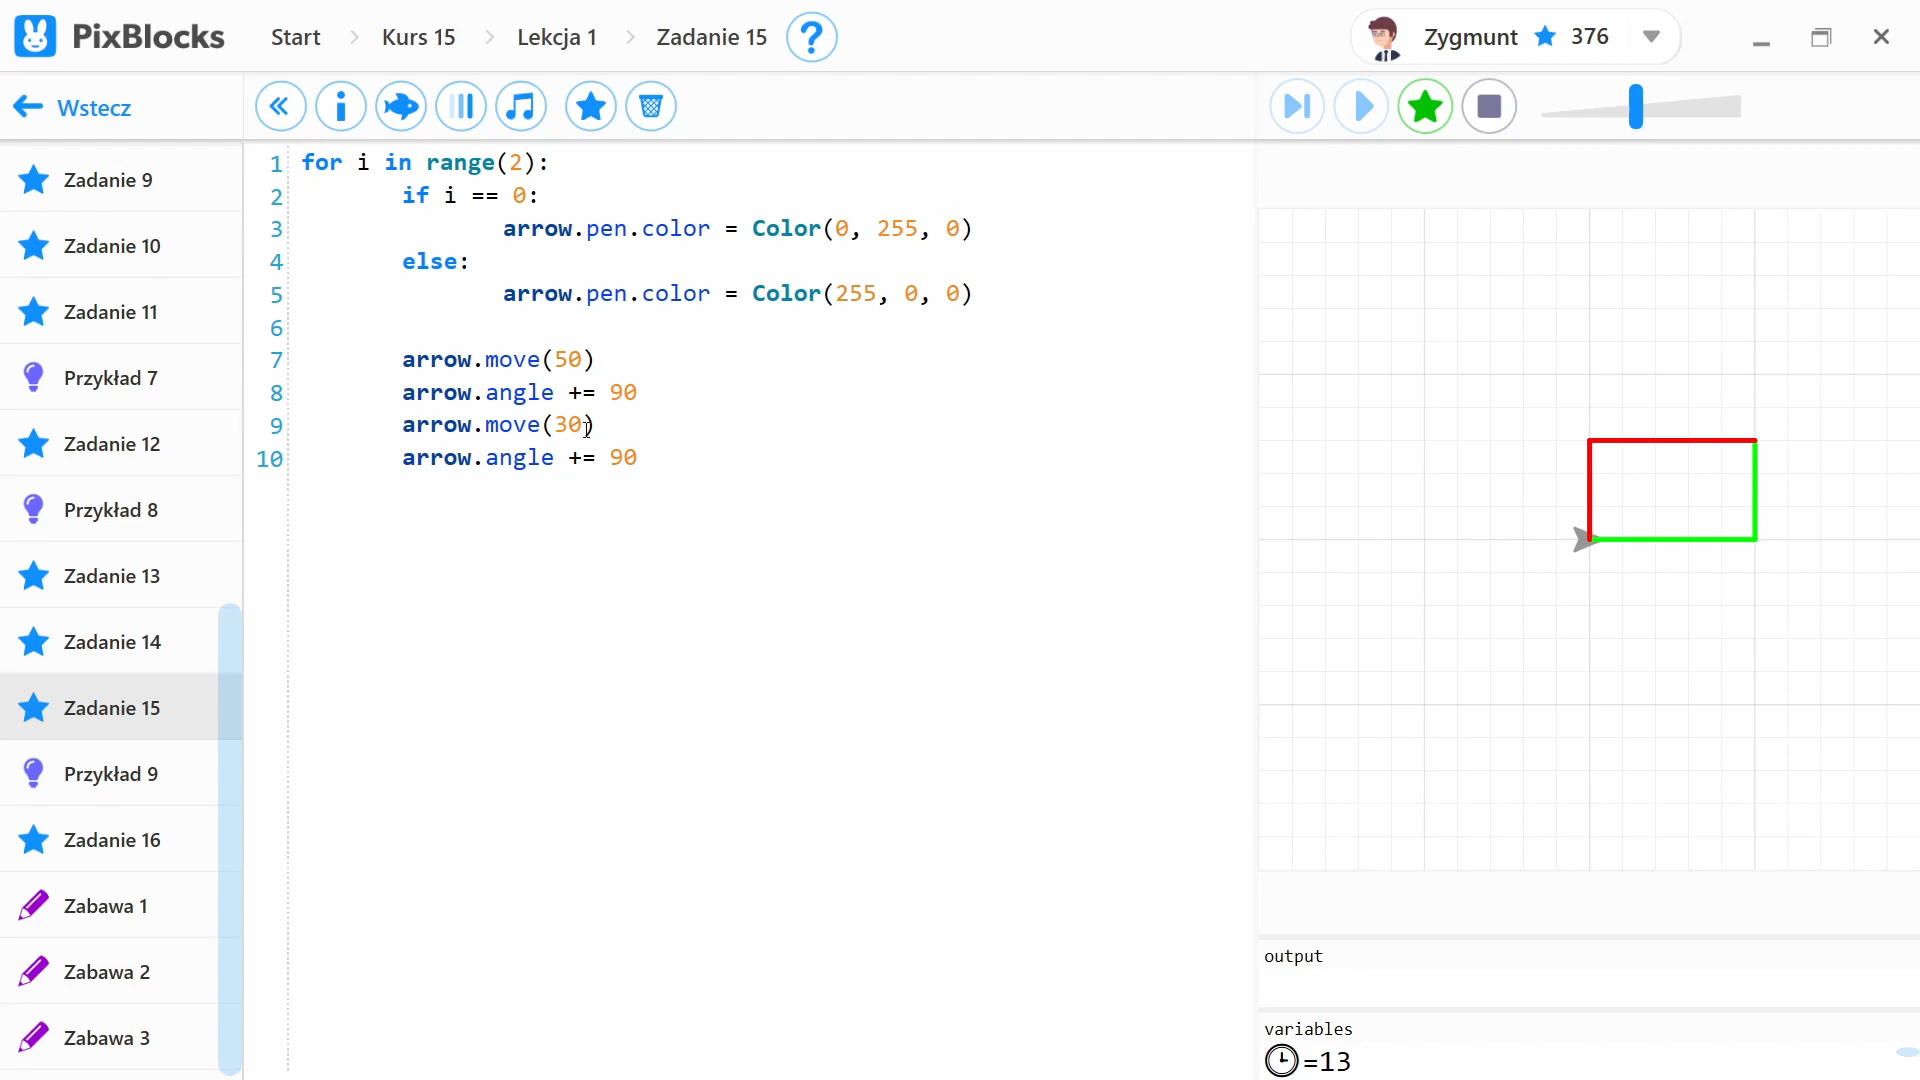 PixBlocks
Start
Kurs 15
Lekcja 1
Zadanie 15
?
Zygmunt
376
Wstecz
Zadanie 9
Zadanie 10
Zadanie 11
Przykład 7
Zadanie 12
Przykład 8
Zadanie 13
Zadanie 14
Zadanie 15
Przykład 9
Zadanie 16
Zabawa 1
Zabawa 2
Zabawa 3
1 for i in range(2):
2 if i == 0:
3 arrow.pen.color = Color(0, 255, 0)
4 else:
5 arrow.pen.color = Color(255, 0, 0)
6
7 arrow.move(50)
8 arrow.angle += 90
9 arrow.move(30)
10 arrow.angle += 90
output
variables
=13